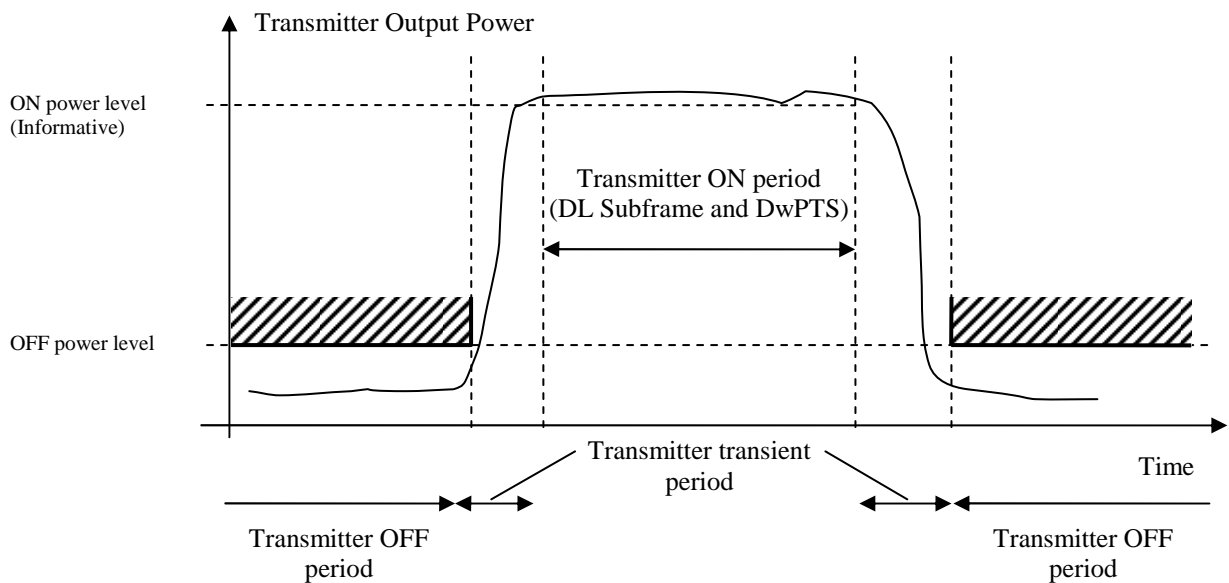 Transmitter Output Power
ON power level
(Informative)
Transmitter ON period
(DL Subframe and DwPTS)
OFF power level
Transmitter transient
period
Time
Transmitter OFF
period
Transmitter OFF
period